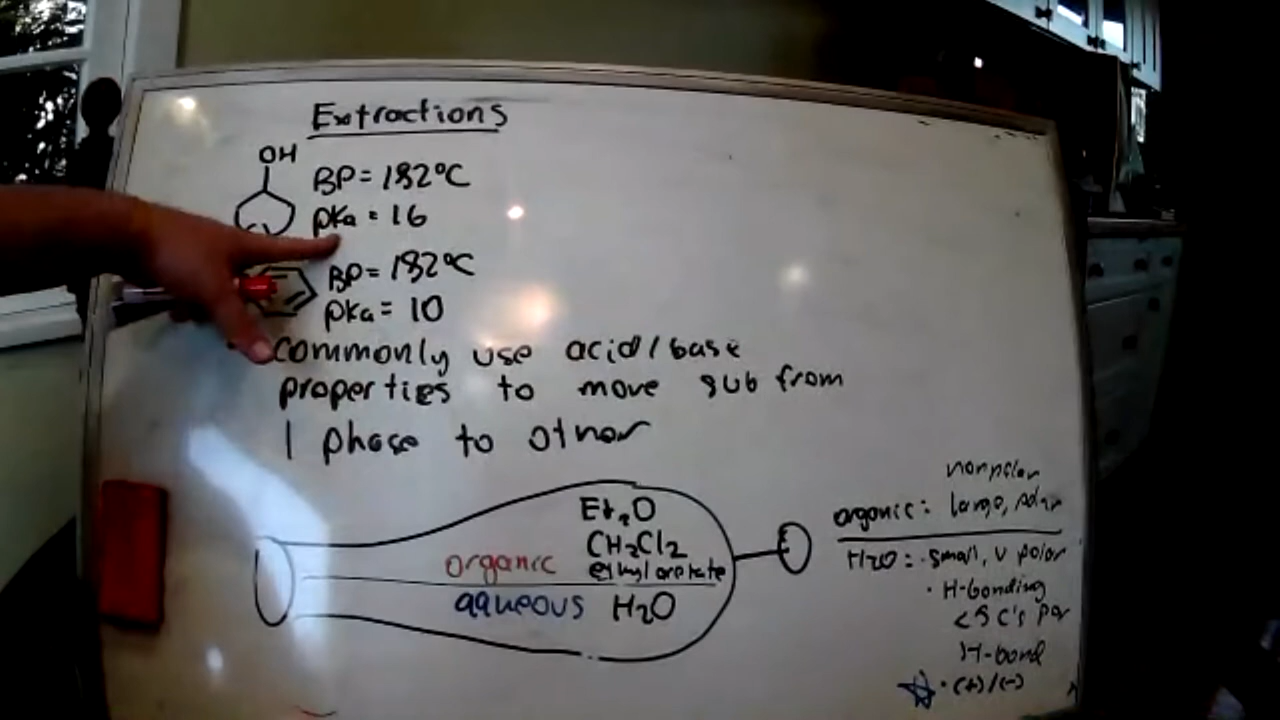 Extractions
OH
BP = 182°C
pKa = 16
BP = 182°C
pKa = 10
commonly use acid/base
properties to move sub from
1 phase to other
Et2O
CH2Cl2
organic ethyl acetate
aqueous H2O
nonpolar
organic: large, polar
H2O: · small, v polar
· H-bonding
<5 C's per
H-bond
· (+)/(-)